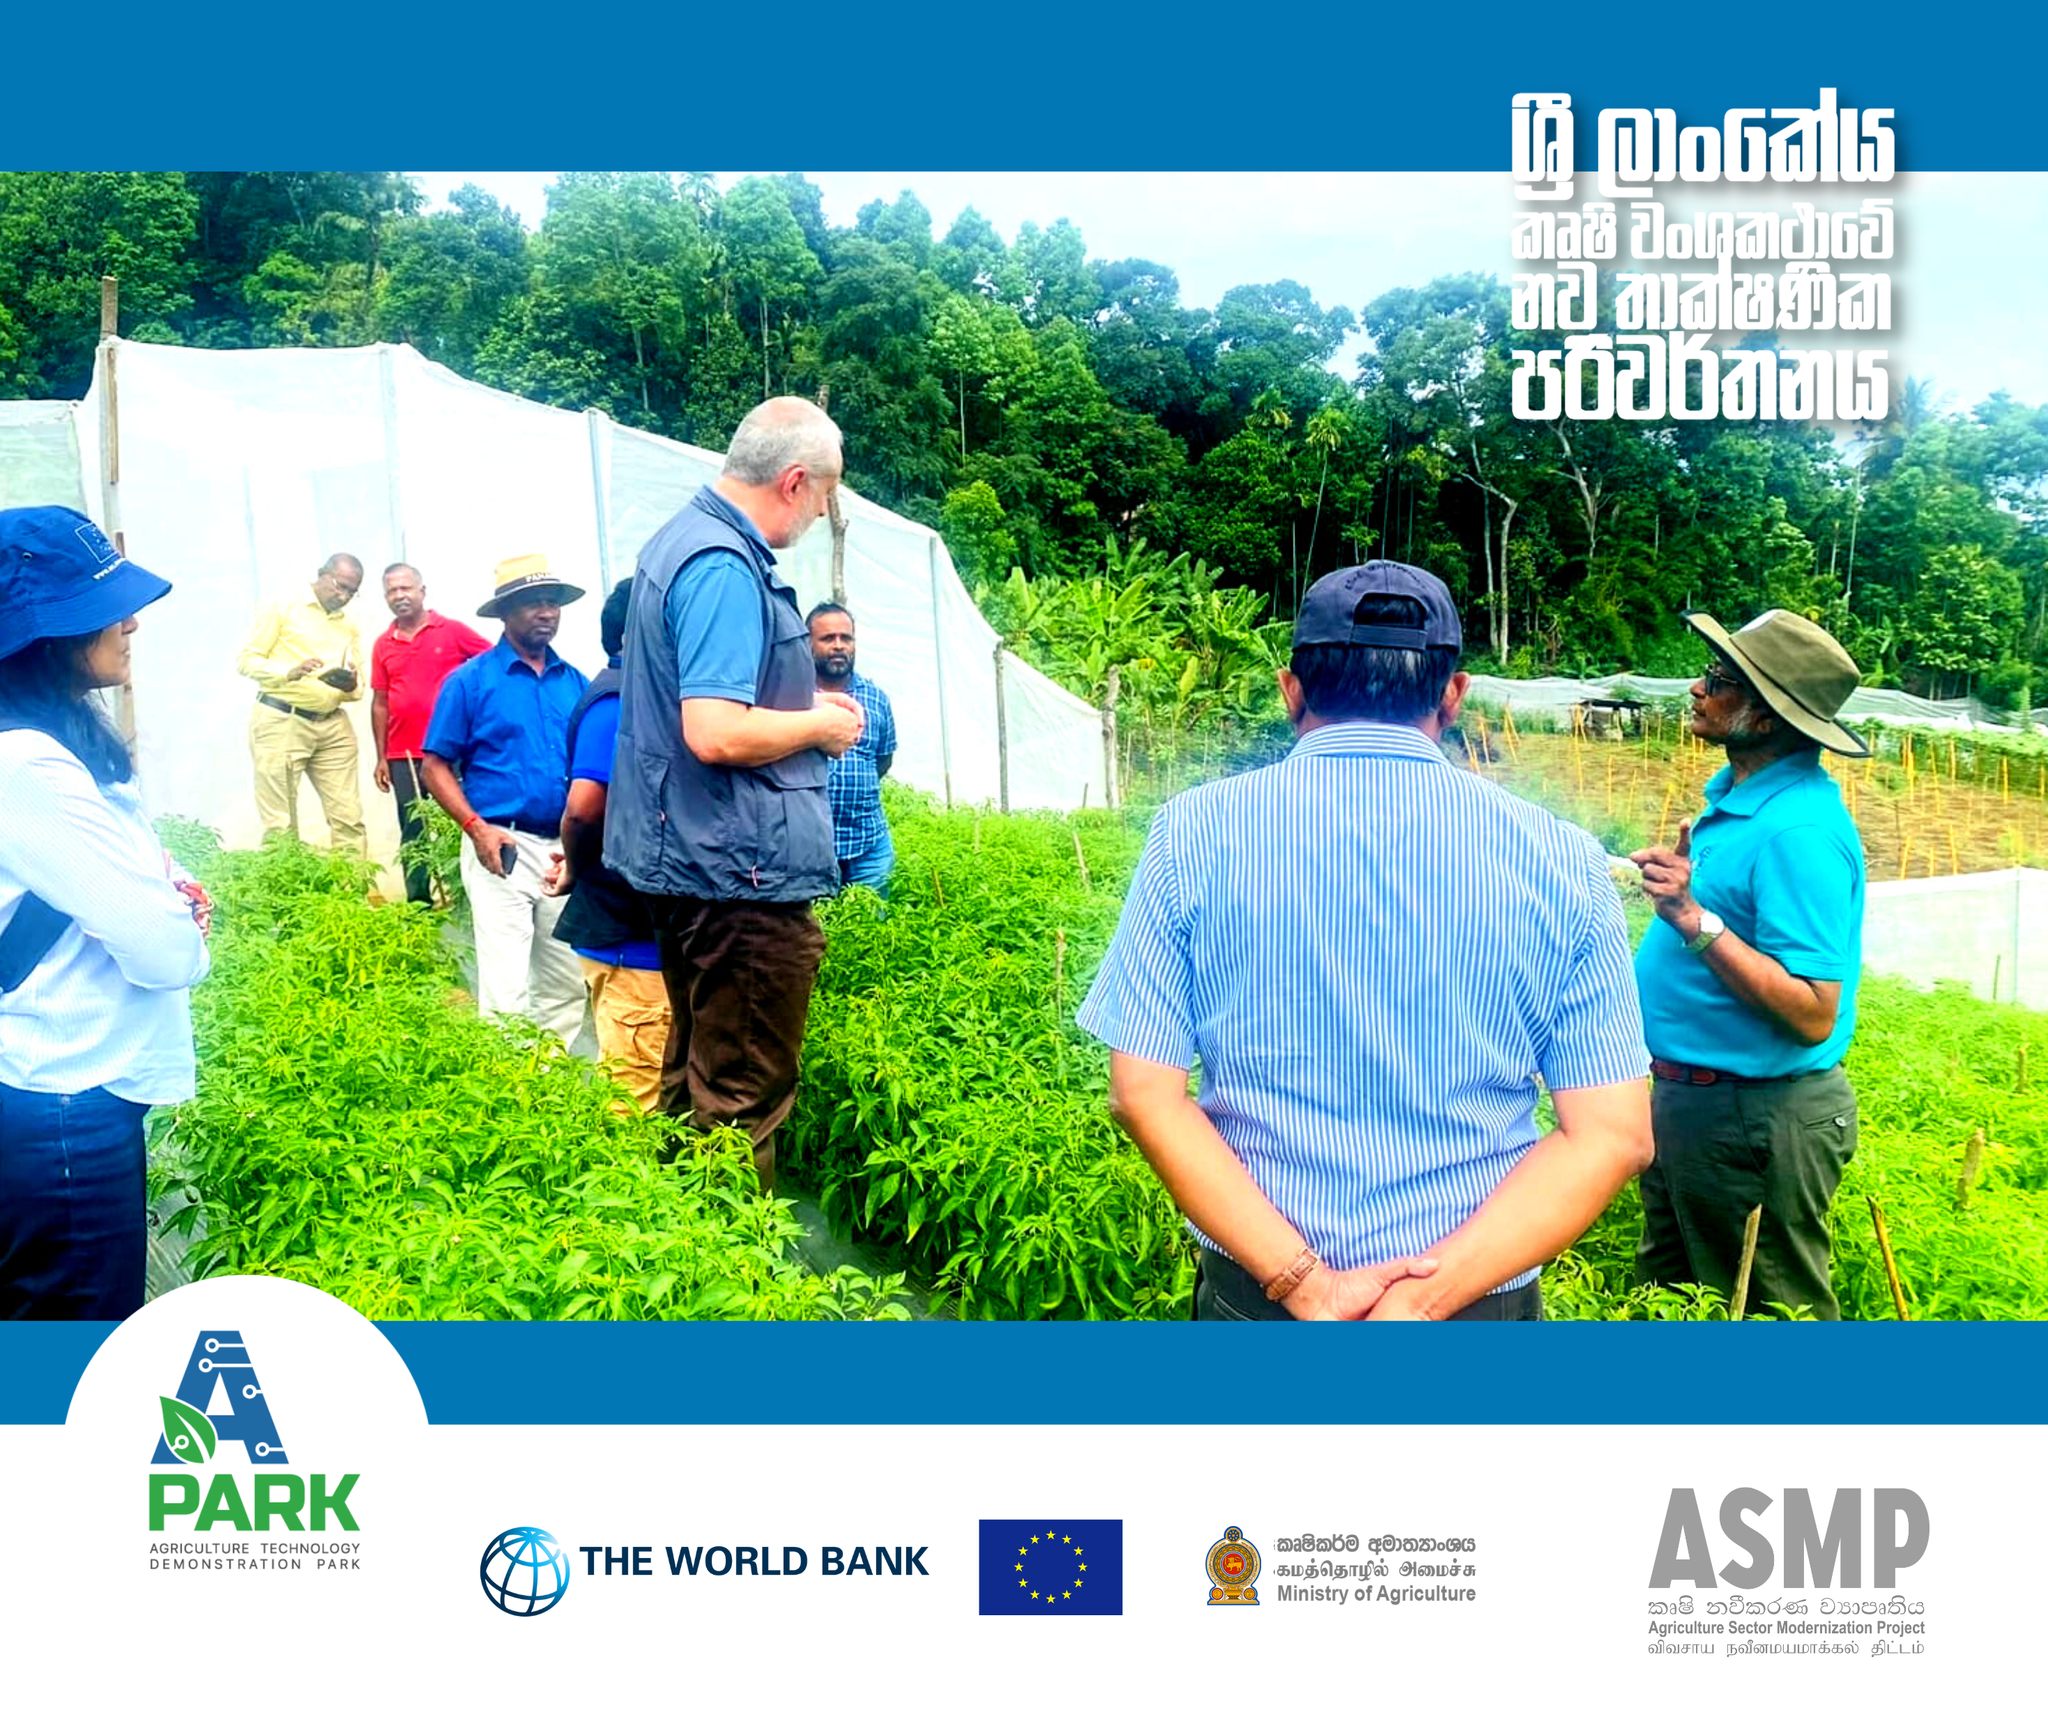 ශ්‍රී ලාංකේය
කෘෂි වංශකථාවේ
නව තාක්ෂණික
පරිවර්තනය
PARK
AGRICULTURE TECHNOLOGY
DEMONSTRATION PARK
THE WORLD BANK
කෘෂිකර්ම අමාත්‍යාංශය
கமத்தொழில் அமைச்சு
Ministry of Agriculture
ASMP
කෘෂි නවීකරණ ව්‍යාපෘතිය
Agriculture Sector Modernization Project
விவசாய நவீனமயமாக்கல் திட்டம்